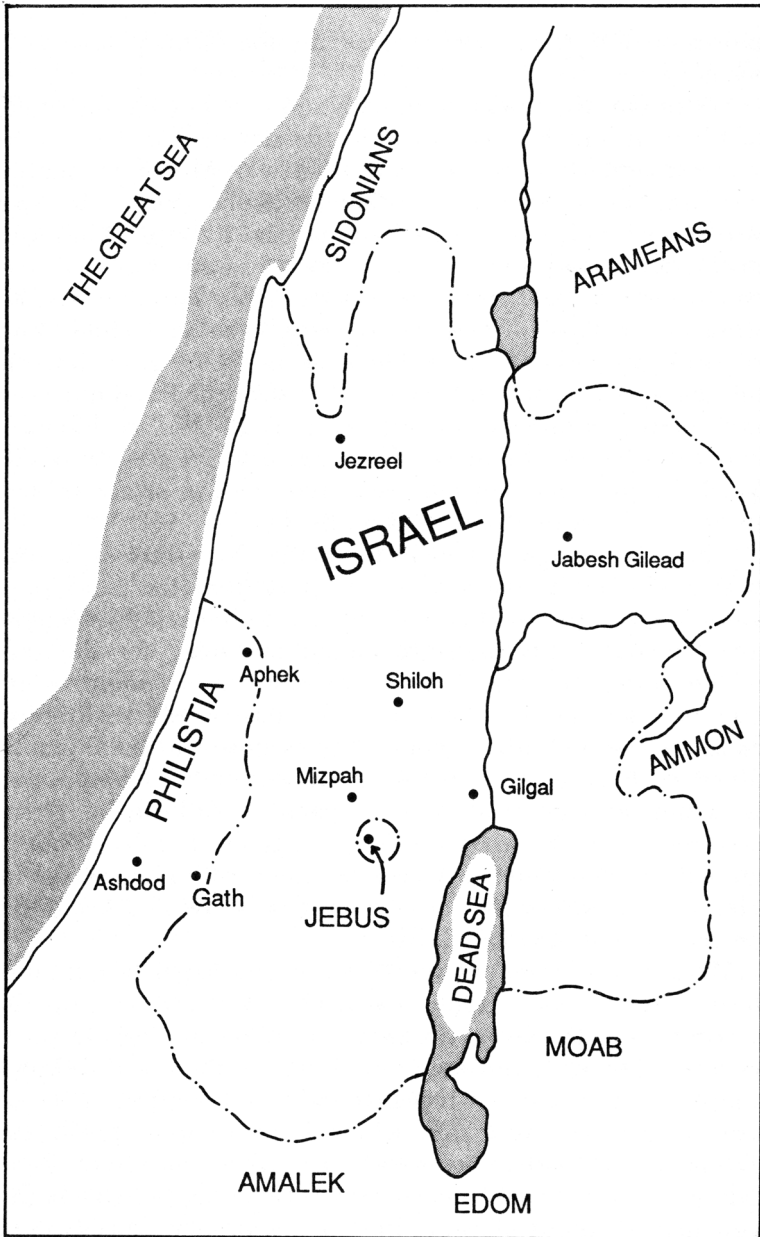 THE GREAT SEA
SIDONIANS
ARAMEANS
Jezreel
ISRAEL
Jabesh Gilead
Aphek
Shiloh
PHILISTIA
AMMON
Mizpah
Gilgal
Ashdod
Gath
JEBUS
DEAD SEA
MOAB
AMALEK
EDOM